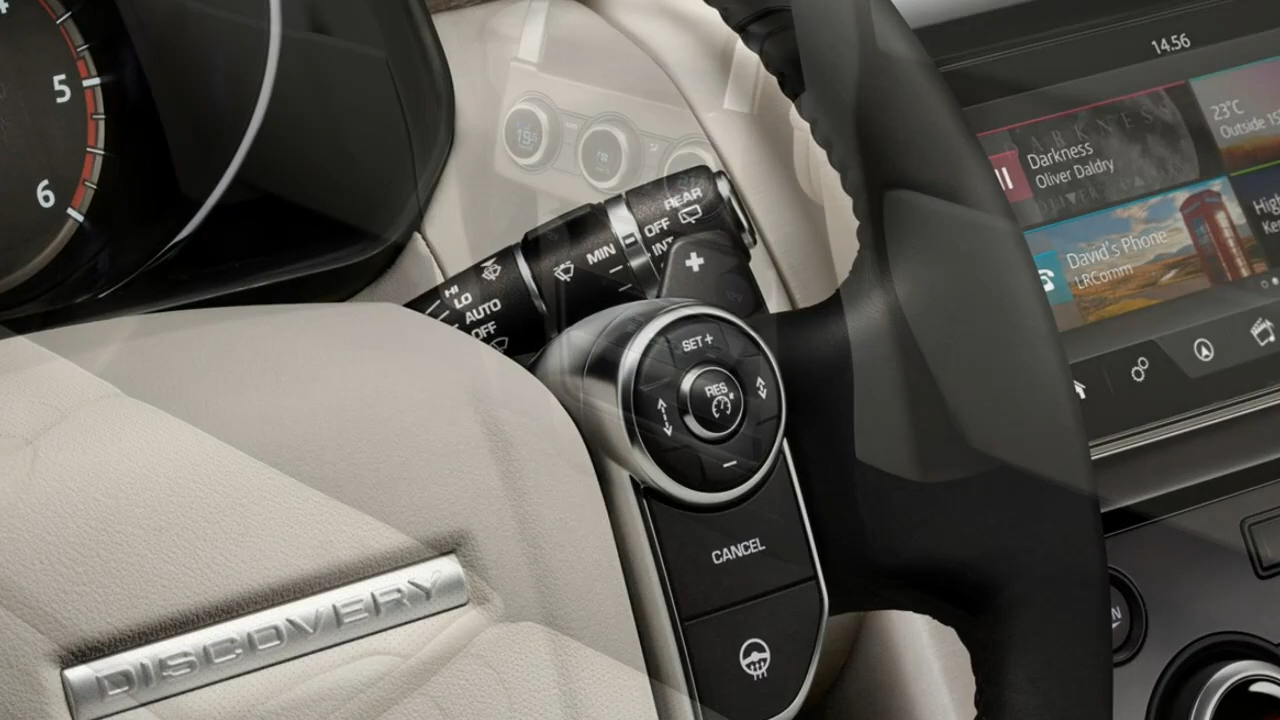 5
6
14.56
Darkness
Oliver Daldry
23°C
Outside
David's Phone
LRComm
REAR
OFF
INT
MIN
HI
LO
AUTO
OFF
SET+
RES
CANCEL
DISCOVERY